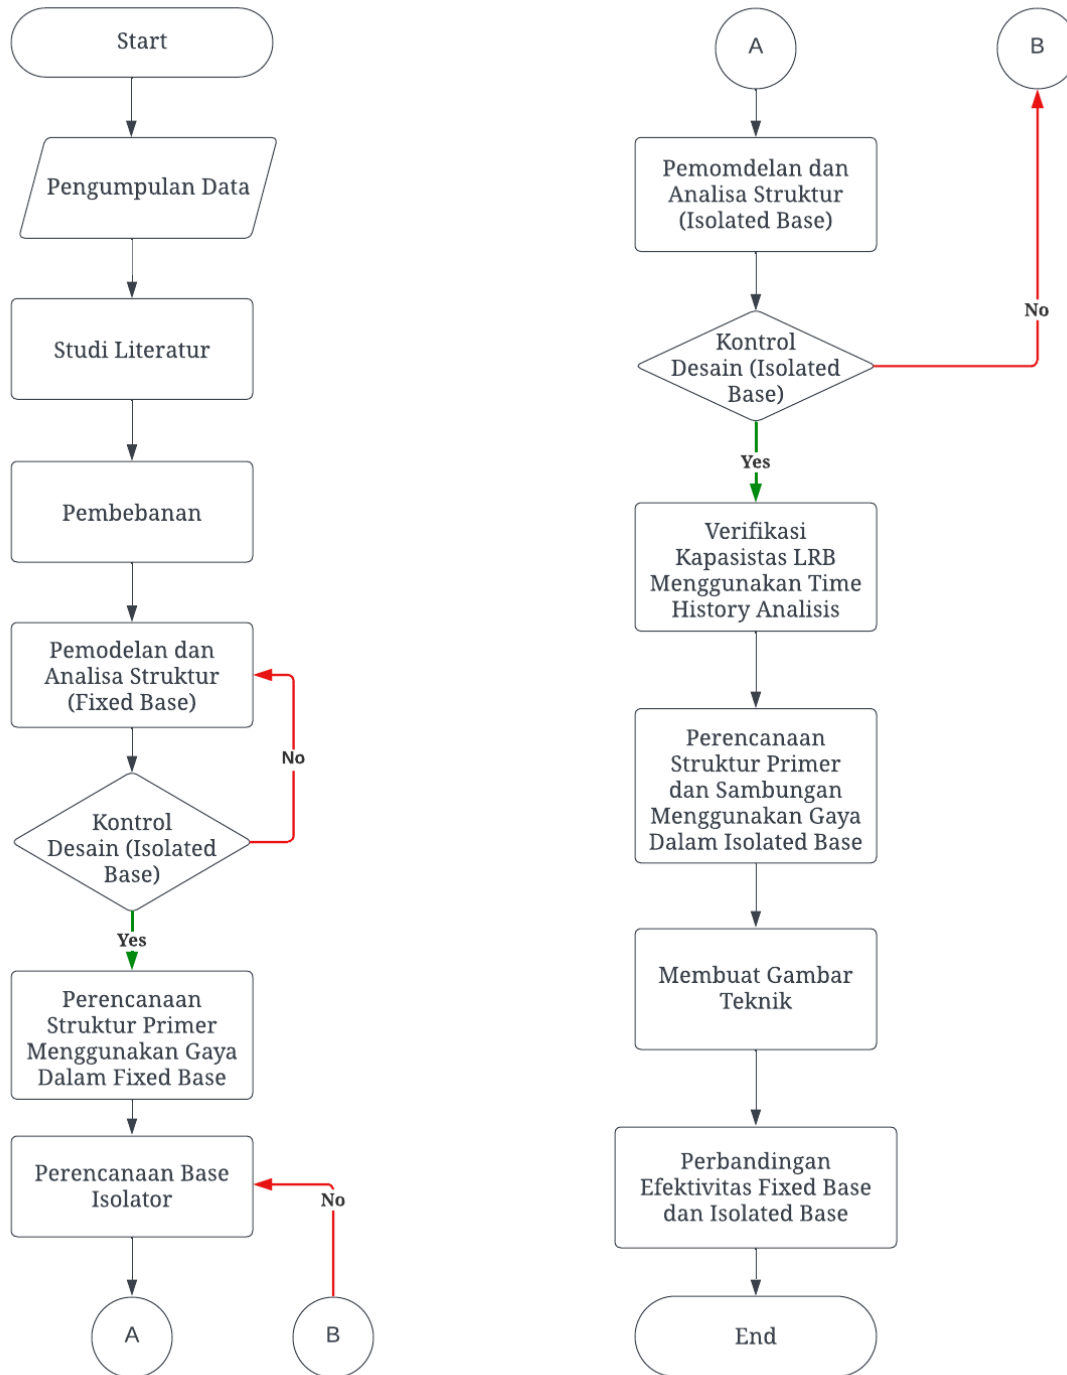 Start
Pengumpulan Data
Studi Literatur
Pembebanan
Pemodelan dan
Analisa Struktur
(Fixed Base)
No
Kontrol
Desain (Isolated
Base)
Yes
Perencanaan
Struktur Primer
Menggunakan Gaya
Dalam Fixed Base
Perencanaan Base
Isolator
No
A
B
A
B
Pemomdelan dan
Analisa Struktur
(Isolated Base)
No
Kontrol
Desain (Isolated
Base)
Yes
Verifikasi
Kapasistas LRB
Menggunakan Time
History Analisis
Perencanaan
Struktur Primer
dan Sambungan
Menggunakan Gaya
Dalam Isolated Base
Membuat Gambar
Teknik
Perbandingan
Efektivitas Fixed Base
dan Isolated Base
End